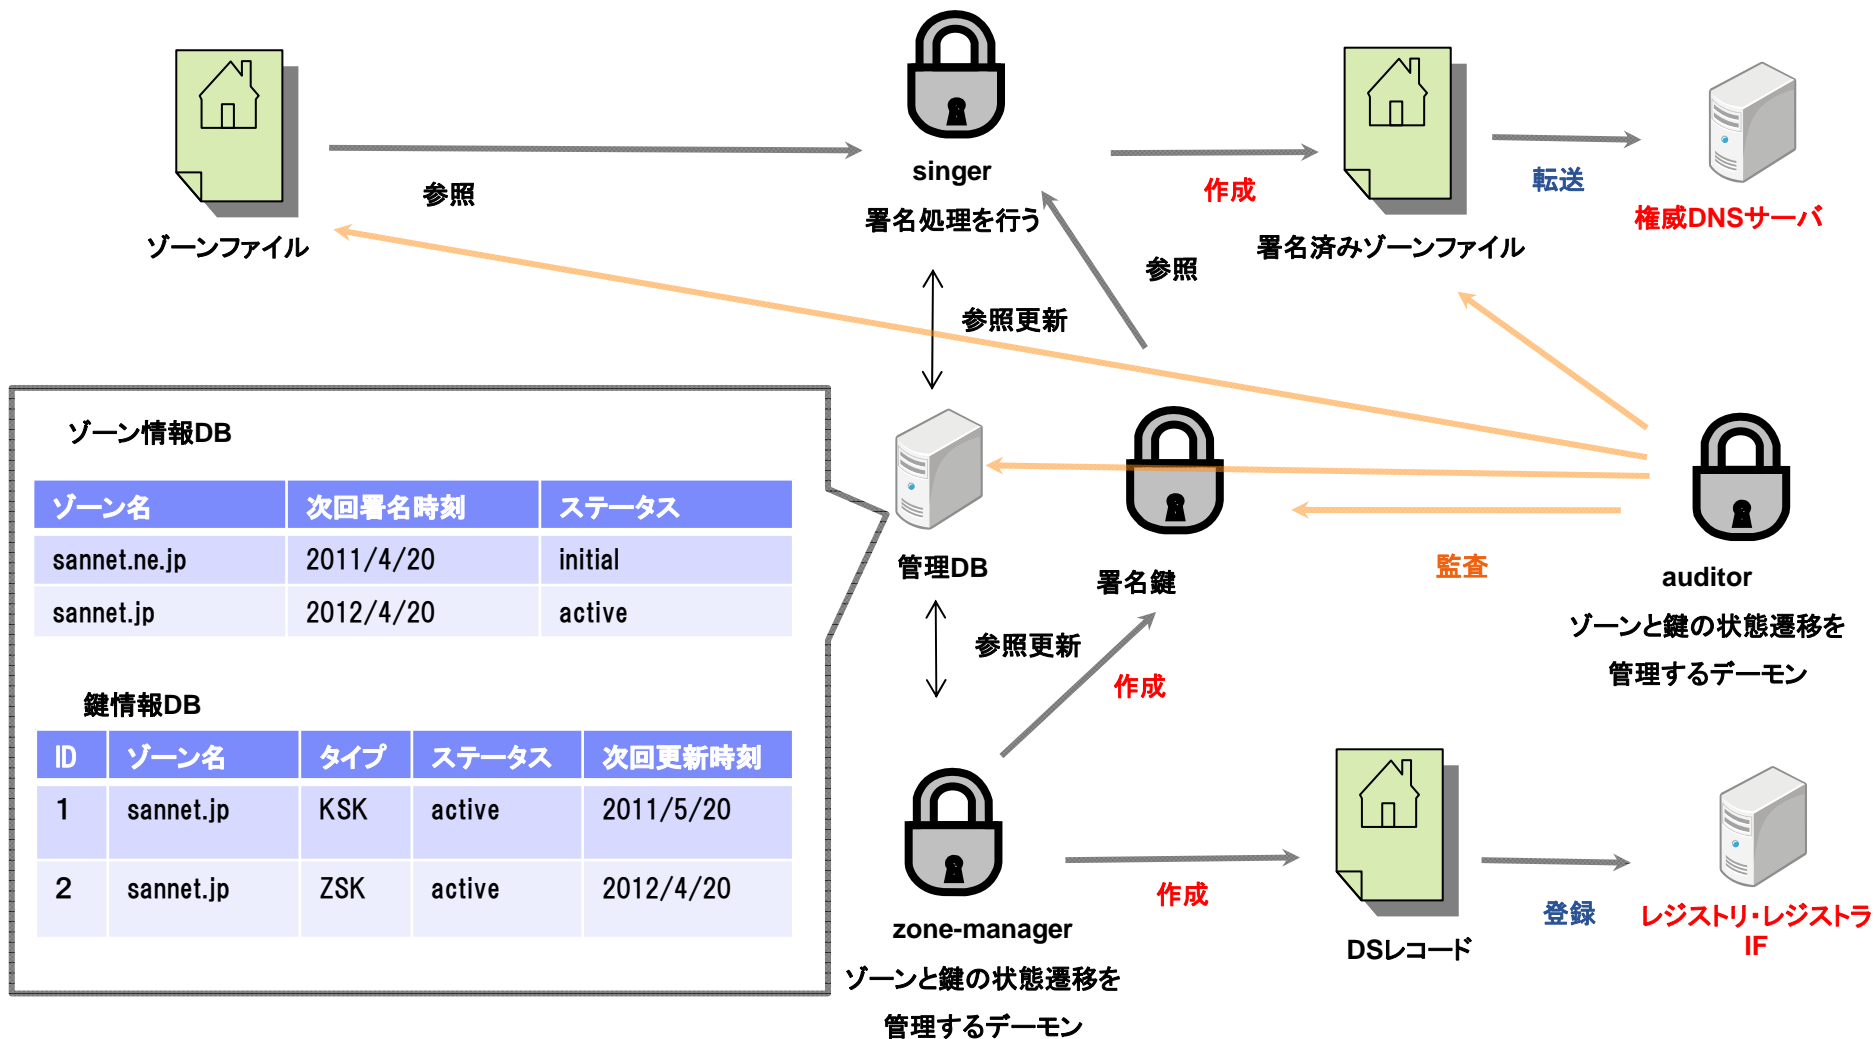 singer
署名処理を行う
参照
作成
転送
ゾーンファイル
署名済みゾーンファイル
権威DNSサーバ
参照
参照更新
ゾーン情報DB
ゾーン名 次回署名時刻 ステータス
sannet.ne.jp 2011/4/20 initial
sannet.jp 2012/4/20 active
管理DB
署名鍵
監査
auditor
ゾーンと鍵の状態遷移を
管理するデーモン
参照更新
作成
鍵情報DB
ID ゾーン名 タイプ ステータス 次回更新時刻
1 sannet.jp KSK active 2011/5/20
2 sannet.jp ZSK active 2012/4/20
zone-manager
ゾーンと鍵の状態遷移を
管理するデーモン
作成
DSレコード
登録
レジストリ・レジストラ
IF